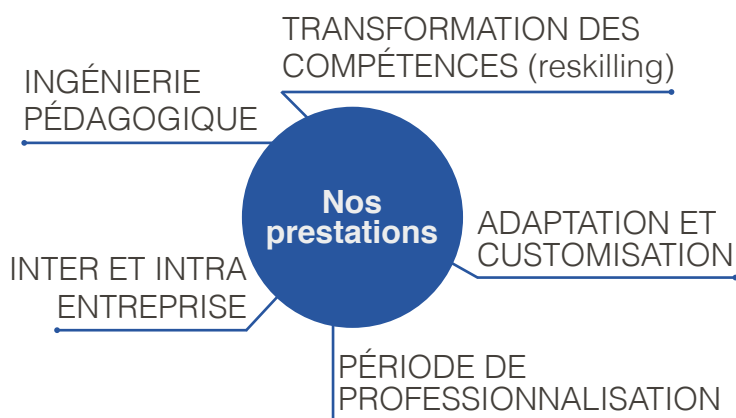 TRANSFORMATION DES
COMPÉTENCES (reskilling)
INGÉNIERIE
PÉDAGOGIQUE
Nos
prestations
ADAPTATION ET
CUSTOMISATION
INTER ET INTRA
ENTREPRISE
PÉRIODE DE
PROFESSIONNALISATION